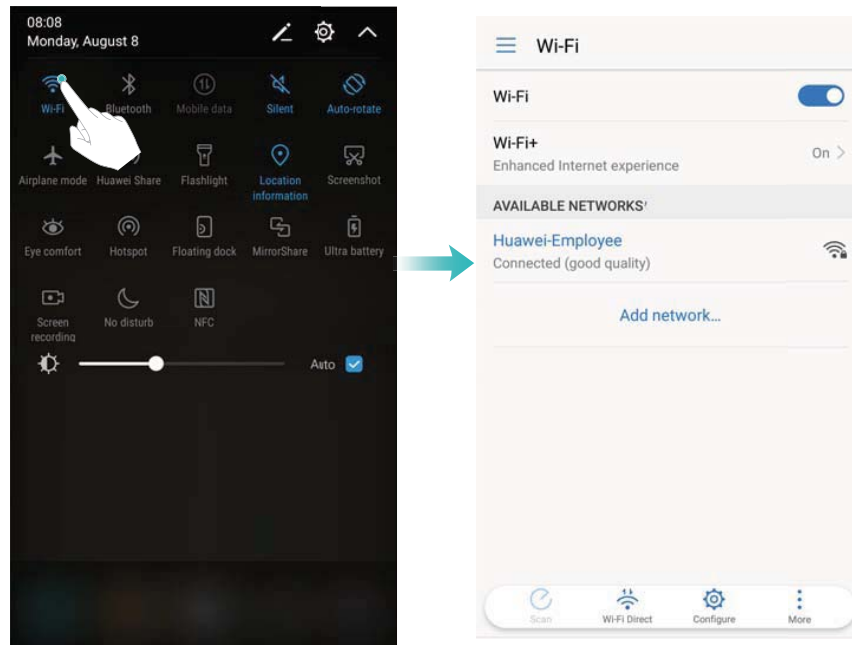 08:08
Monday, August 8
Wi-Fi
Bluetooth
Mobile data
Silent
Auto-rotate
Airplane mode
Huawei Share
Flashlight
Location
information
Screenshot
Eye comfort
Hotspot
Floating dock
MirrorShare
Ultra battery
Screen
recording
No disturb
NFC
Auto
Wi-Fi
Wi-Fi
Wi-Fi+
Enhanced Internet experience
On
AVAILABLE NETWORKS
Huawei-Employee
Connected (good quality)
Add network...
Scan
Wi-Fi Direct
Configure
More